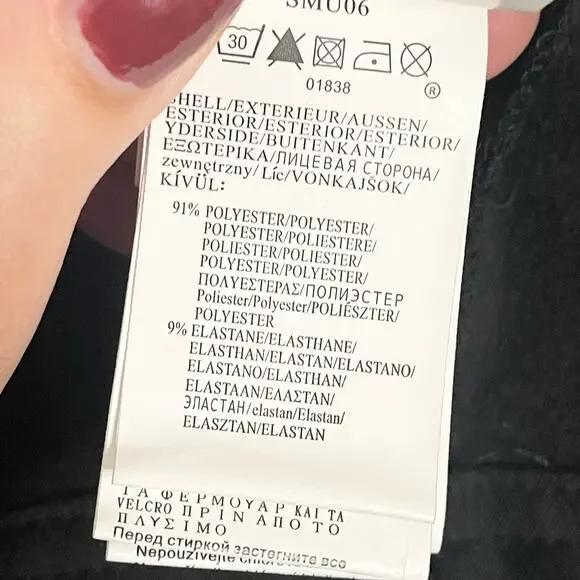 SMU06
30
01838
®
SHELL/EXTERIEUR/AUSSEN/
ESTERIOR/ESTERIOR/ESTERIOR/
YDERSIDE/BUITENKANT/
ΕΞΩΤΕΡΙΚΑ/ЛИЦЕВАЯ СТОРОНА/
zewnętrzny/Líc/VONKAJŠOK/
KÍVÜL:
91% POLYESTER/POLYESTER/
POLYESTER/POLIESTERE/
POLIESTER/POLIESTER/
POLYESTER/POLYESTER/
ΠΟΛΥΕΣΤΕΡΑΣ/ПОЛИЭСТЕР
Poliester/Polyester/POLIÉSZTER/
POLYESTER
9% ELASTANE/ELASTHANE/
ELASTHAN/ELASTAN/ELASTANO/
ELASTANO/ELASTHAN/
ELASTAAN/ΕΛΑΣΤΑΝ/
ЭЛАСТАН/elastan/Elastan/
ELASZTAN/ELASTAN
ΤΑ ΦΕΡΜΟΥΑΡ ΚΑΙ ΤΑ
VELCRO ΠΡΙΝ ΑΠΟ ΤΟ
ΠΛΥΣΙΜΟ
Перед стиркой застегните все
Nepoužívejte